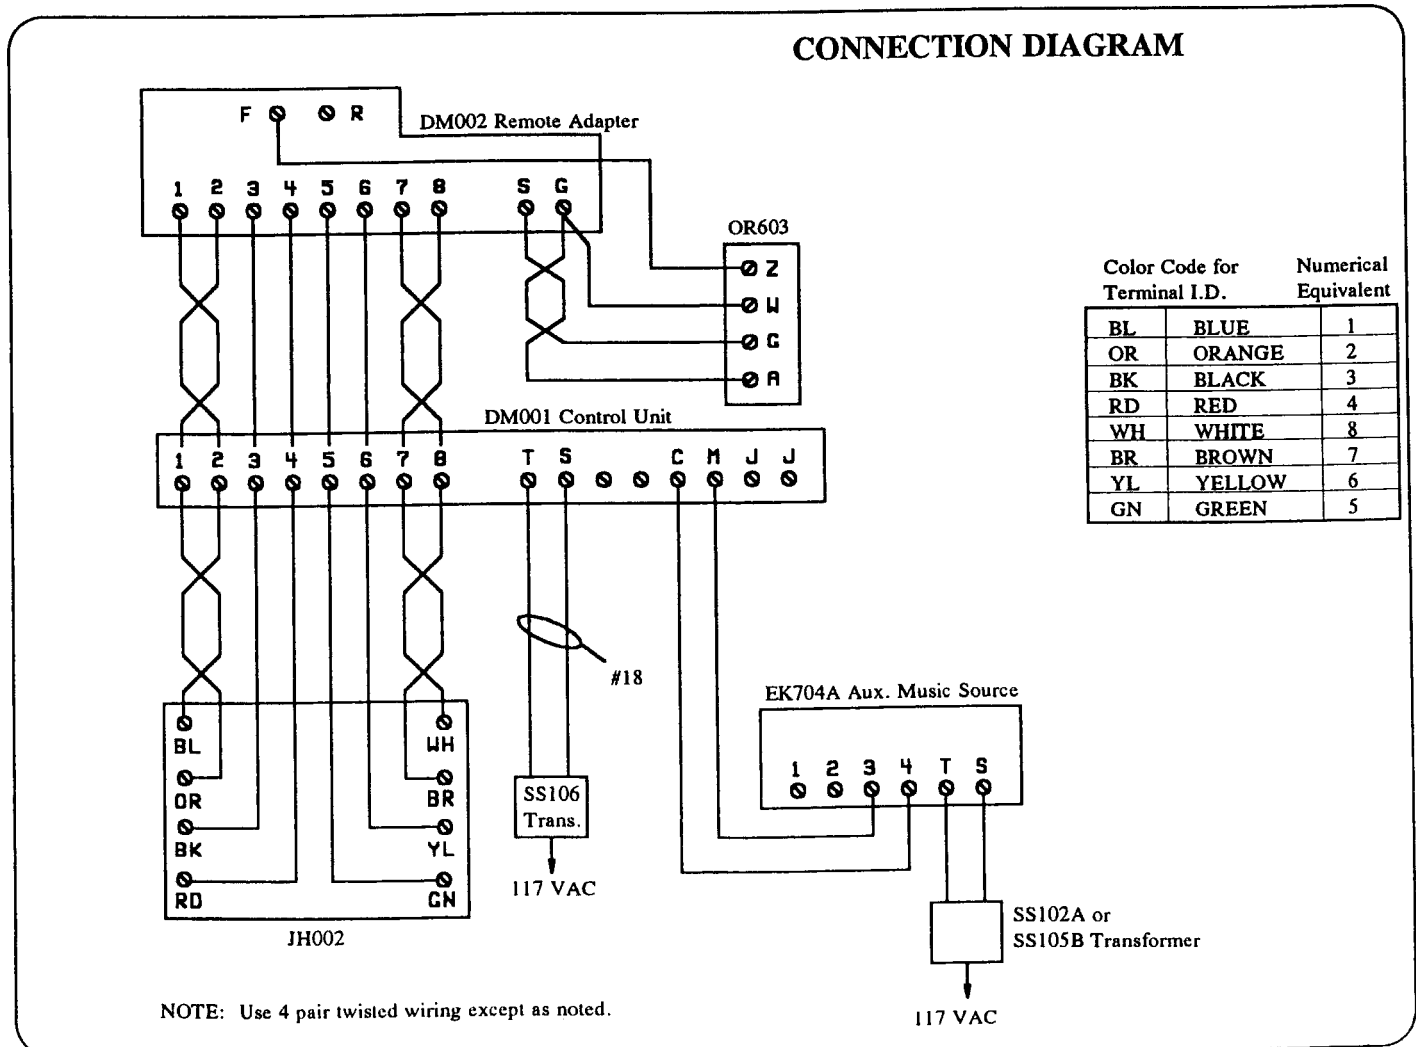 CONNECTION DIAGRAM
F R
DM002 Remote Adapter
1 2 3 4 5 6 7 8 S G
OR603
Z
W
G
A
Color Code for Terminal I.D. Numerical Equivalent
BL BLUE 1
OR ORANGE 2
BK BLACK 3
RD RED 4
WH WHITE 8
BR BROWN 7
YL YELLOW 6
GN GREEN 5
DM001 Control Unit
1 2 3 4 5 6 7 8 T S C M J J
#18
EK704A Aux. Music Source
1 2 3 4 T S
BL WH
OR BR
BK YL
RD GN
JH002
SS106
Trans.
117 VAC
SS102A or
SS105B Transformer
117 VAC
NOTE: Use 4 pair twisted wiring except as noted.